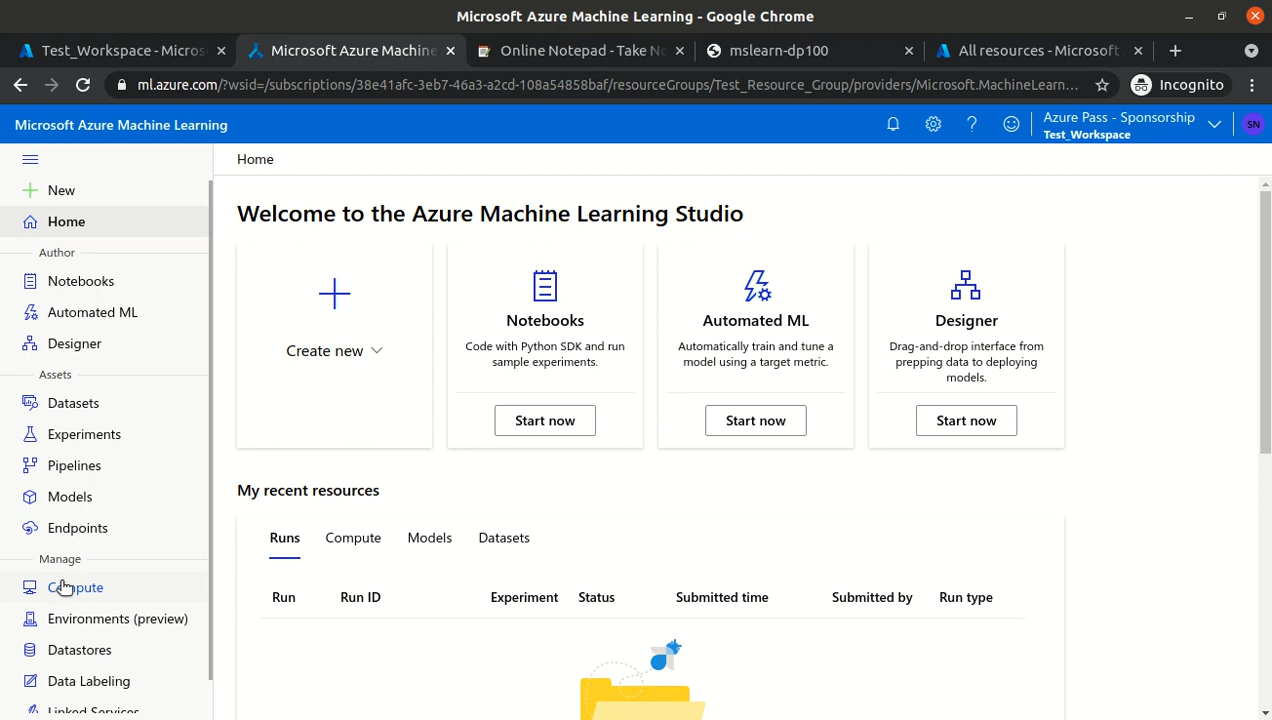 Microsoft Azure Machine Learning - Google Chrome
Test_Workspace - Micros
Microsoft Azure Machine
Online Notepad - Take No
mslearn-dp100
All resources - Microsoft
ml.azure.com/?wsid=/subscriptions/38e41afc-3eb7-46a3-a2cd-108a54858baf/resourceGroups/Test_Resource_Group/providers/Microsoft.MachineLearn...
Incognito
Microsoft Azure Machine Learning
Azure Pass - Sponsorship
Test_Workspace
SN
New
Home
Author
Notebooks
Automated ML
Designer
Assets
Datasets
Experiments
Pipelines
Models
Endpoints
Manage
Compute
Environments (preview)
Datastores
Data Labeling
Linked Services
Home
Welcome to the Azure Machine Learning Studio
Create new
Notebooks
Code with Python SDK and run
sample experiments.
Start now
Automated ML
Automatically train and tune a
model using a target metric.
Start now
Designer
Drag-and-drop interface from
prepping data to deploying
models.
Start now
My recent resources
Runs Compute Models Datasets
Run Run ID Experiment Status Submitted time Submitted by Run type